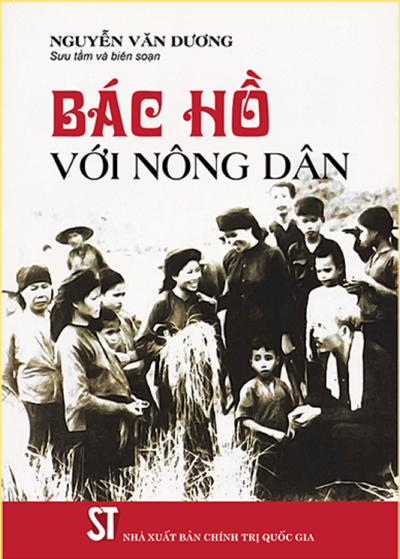 NGUYỄN VĂN DƯƠNG
Sưu tầm và biên soạn
BÁC HỒ
VỚI NÔNG DÂN
ST
NHÀ XUẤT BẢN CHÍNH TRỊ QUỐC GIA